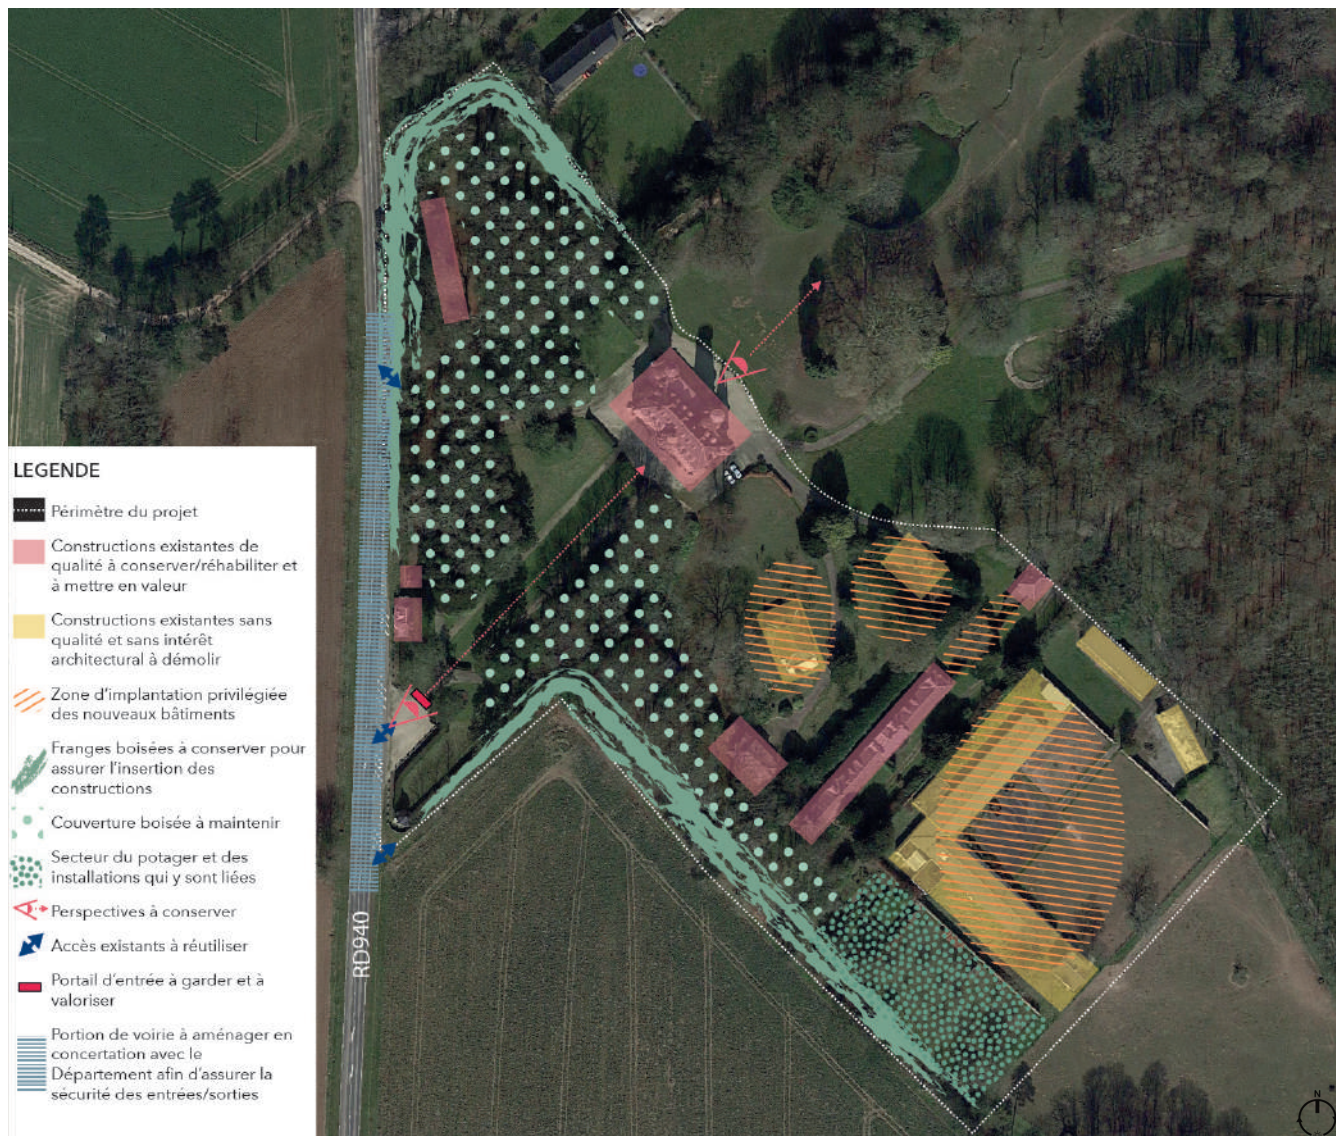 LEGENDE
Périmètre du projet
Constructions existantes de
qualité à conserver/réhabiliter et
à mettre en valeur
Constructions existantes sans
qualité et sans intérêt
architectural à démolir
Zone d'implantation privilégiée
des nouveaux bâtiments
Franges boisées à conserver pour
assurer l'insertion des
constructions
Couverture boisée à maintenir
Secteur du potager et des
installations qui y sont liées
Perspectives à conserver
Accès existants à réutiliser
Portail d'entrée à garder et à
valoriser
Portion de voirie à aménager en
concertation avec le
Département afin d'assurer la
sécurité des entrées/sorties
RD940
N